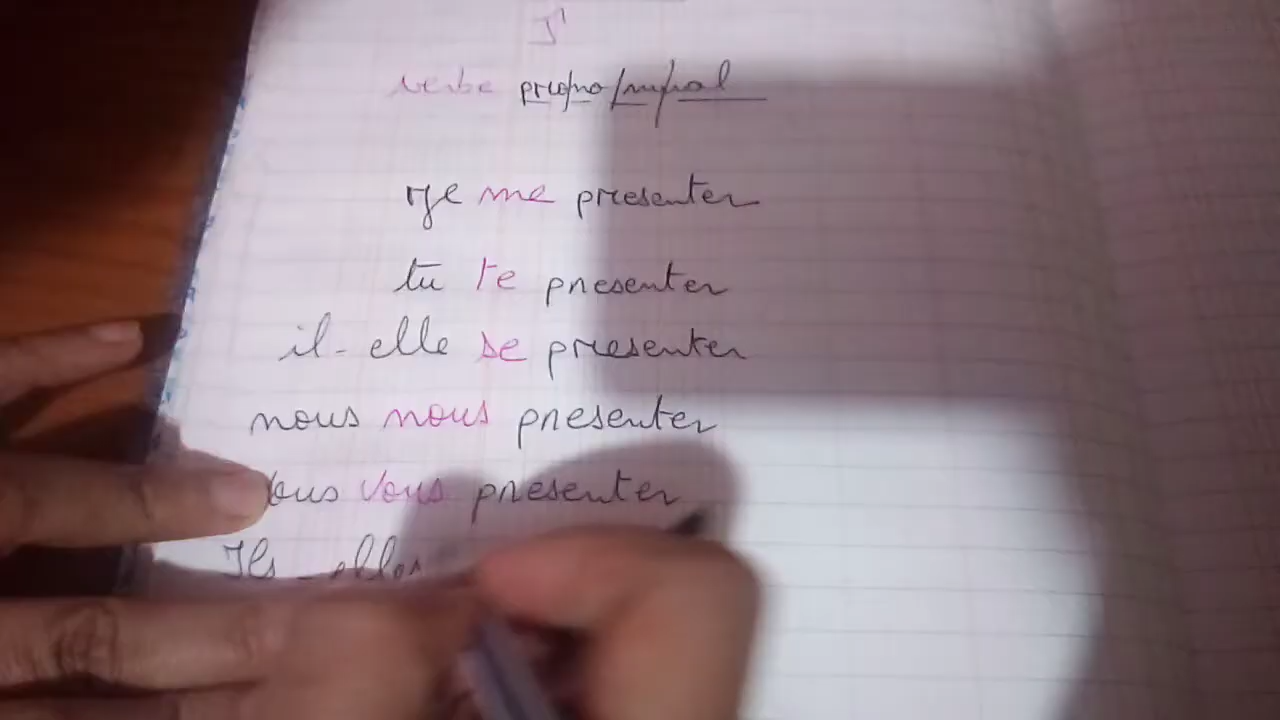 verbe
je me presenter
tu te presenter
il-elle se presenter
nous nous presenter
vous vous presenter
Ils - elles